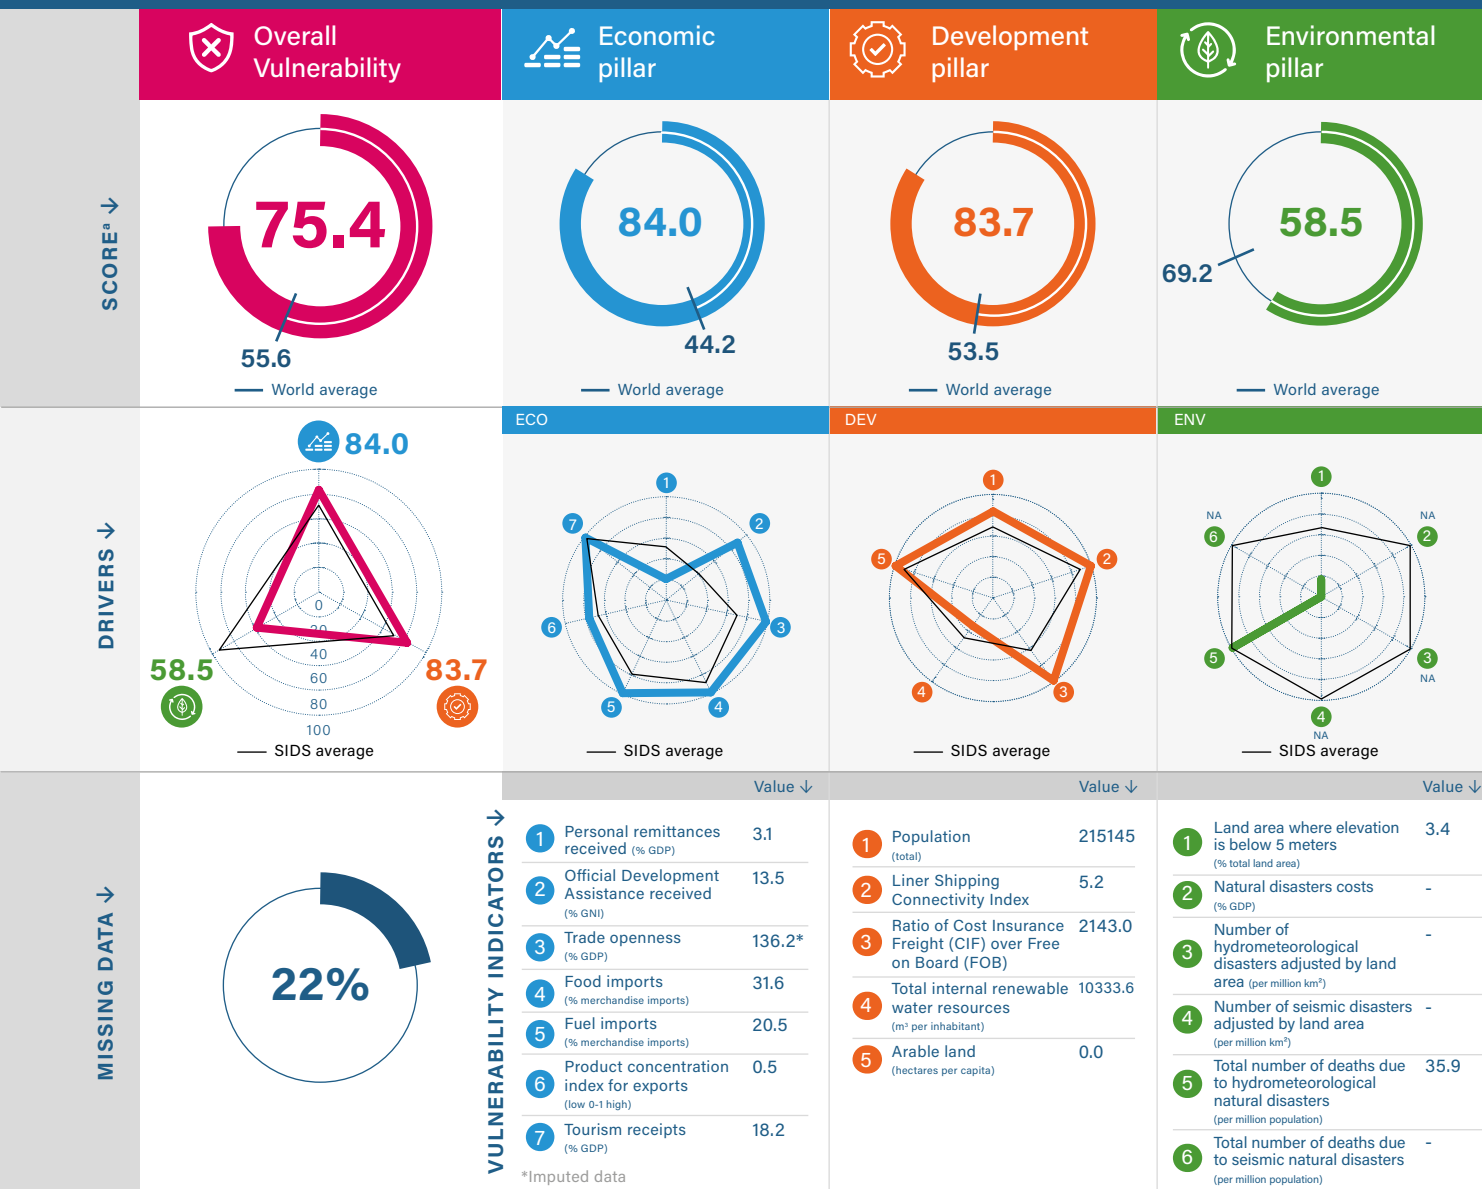 Overall
Vulnerability
Economic
pillar
Development
pillar
Environmental
pillar
SCOREª →
75.4
55.6
World average
84.0
44.2
World average
83.7
53.5
World average
58.5
69.2
World average
DRIVERS →
84.0
0
20
40
60
80
100
58.5
83.7
SIDS average
ECO
1
2
3
4
5
6
7
SIDS average
DEV
1
2
3
4
5
SIDS average
ENV
1
NA
2
3
NA
4
NA
5
NA
6
SIDS average
MISSING DATA →
22%
VULNERABILITY INDICATORS →
Value ↓
1 Personal remittances 3.1
received (% GDP)
2 Official Development 13.5
Assistance received
(% GNI)
3 Trade openness 136.2*
(% GDP)
4 Food imports 31.6
(% merchandise imports)
5 Fuel imports 20.5
(% merchandise imports)
6 Product concentration 0.5
index for exports
(low 0-1 high)
7 Tourism receipts 18.2
(% GDP)
*Imputed data
Value ↓
1 Population 215145
(total)
2 Liner Shipping 5.2
Connectivity Index
3 Ratio of Cost Insurance 2143.0
Freight (CIF) over Free
on Board (FOB)
4 Total internal renewable 10333.6
water resources
(m³ per inhabitant)
5 Arable land 0.0
(hectares per capita)
Value ↓
1 Land area where elevation 3.4
is below 5 meters
(% total land area)
2 Natural disasters costs -
(% GDP)
3 Number of -
hydrometeorological
disasters adjusted by land
area (per million km²)
4 Number of seismic disasters -
adjusted by land area
(per million km²)
5 Total number of deaths due 35.9
to hydrometeorological
natural disasters
(per million population)
6 Total number of deaths due -
to seismic natural disasters
(per million population)